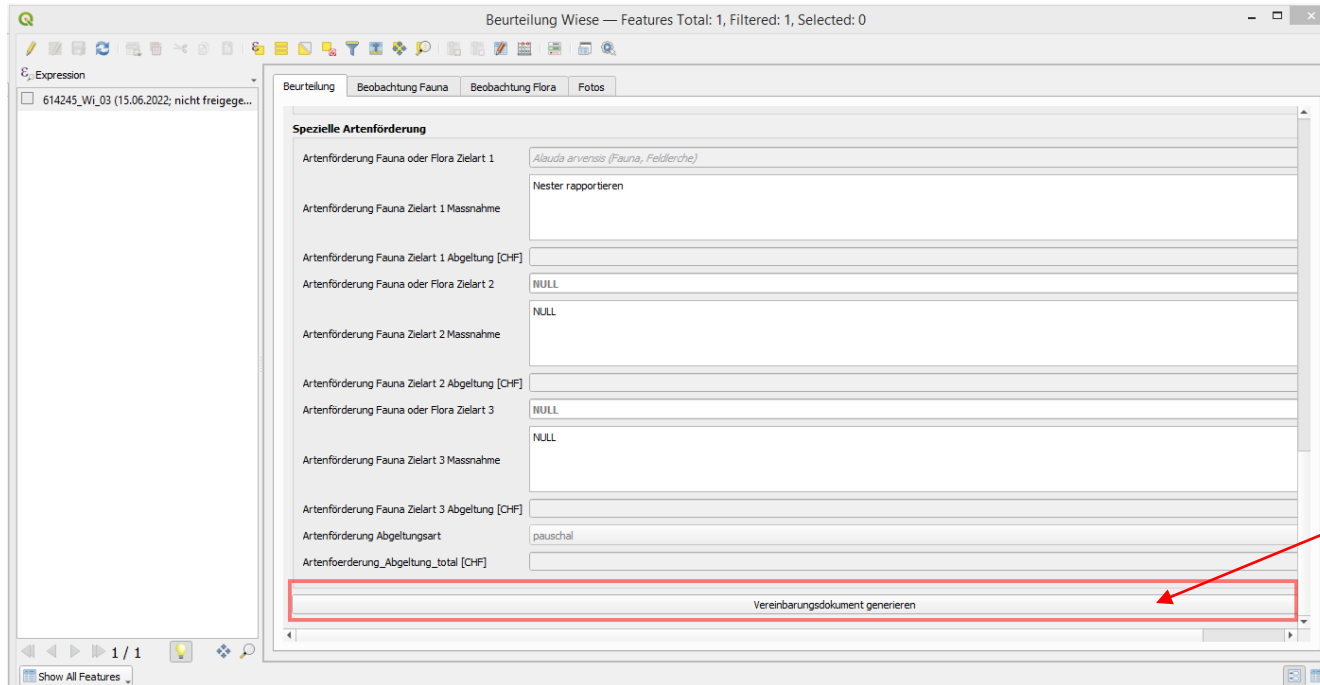 Beurteilung Wiese — Features Total: 1, Filtered: 1, Selected: 0
Expression
614245_Wi_03 (15.06.2022; nicht freigege...
Beurteilung Beobachtung Fauna Beobachtung Flora Fotos
Spezielle Artenförderung
Artenförderung Fauna oder Flora Zielart 1 Alauda arvensis (Fauna, Feldlerche)
Nester rapportieren
Artenförderung Fauna Zielart 1 Massnahme
Artenförderung Fauna Zielart 1 Abgeltung [CHF]
Artenförderung Fauna oder Flora Zielart 2 NULL
NULL
Artenförderung Fauna Zielart 2 Massnahme
Artenförderung Fauna Zielart 2 Abgeltung [CHF]
Artenförderung Fauna oder Flora Zielart 3 NULL
NULL
Artenförderung Fauna Zielart 3 Massnahme
Artenförderung Fauna Zielart 3 Abgeltung [CHF]
Artenförderung Abgeltungsart pauschal
Artenfoerderung_Abgeltung_total [CHF]
Vereinbarungsdokument generieren
1 / 1
Show All Features